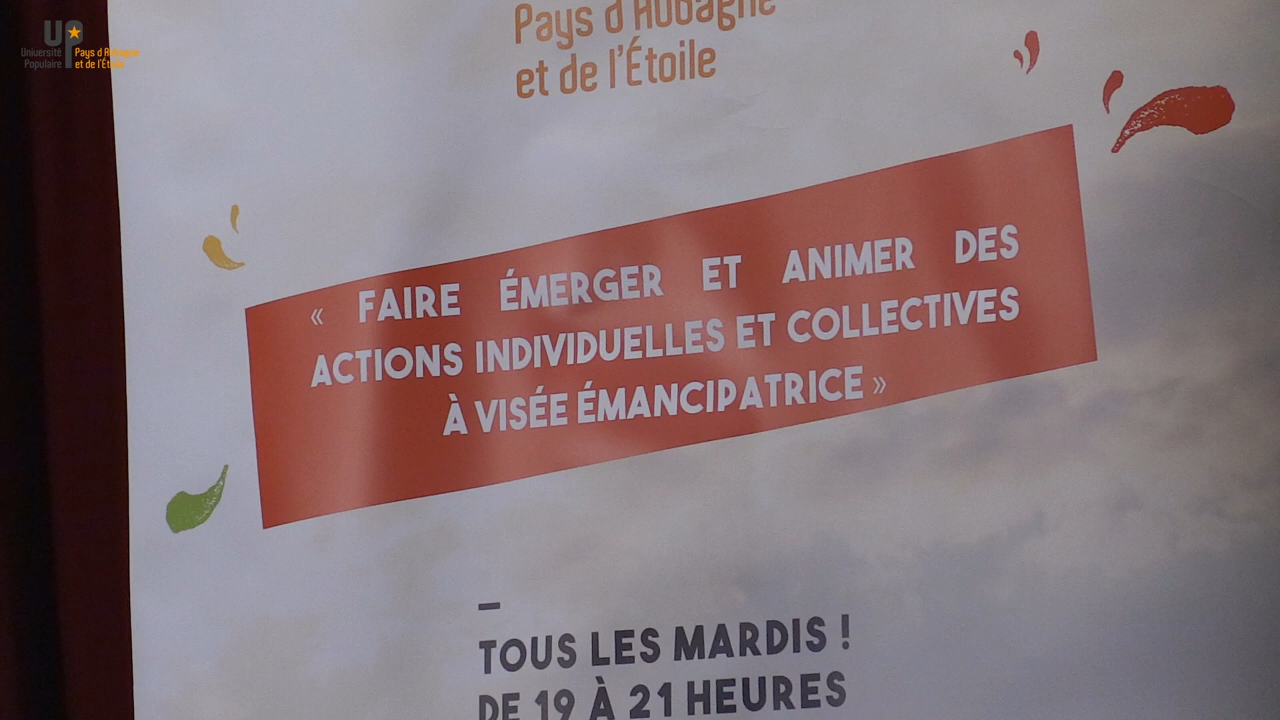 UP
Université
Populaire
Pays d'Aubagne
et de l'Étoile
Pays d'Aubagne
et de l'Étoile
« FAIRE ÉMERGER ET ANIMER DES
ACTIONS INDIVIDUELLES ET COLLECTIVES
À VISÉE ÉMANCIPATRICE »
TOUS LES MARDIS !
DE 19 À 21 HEURES